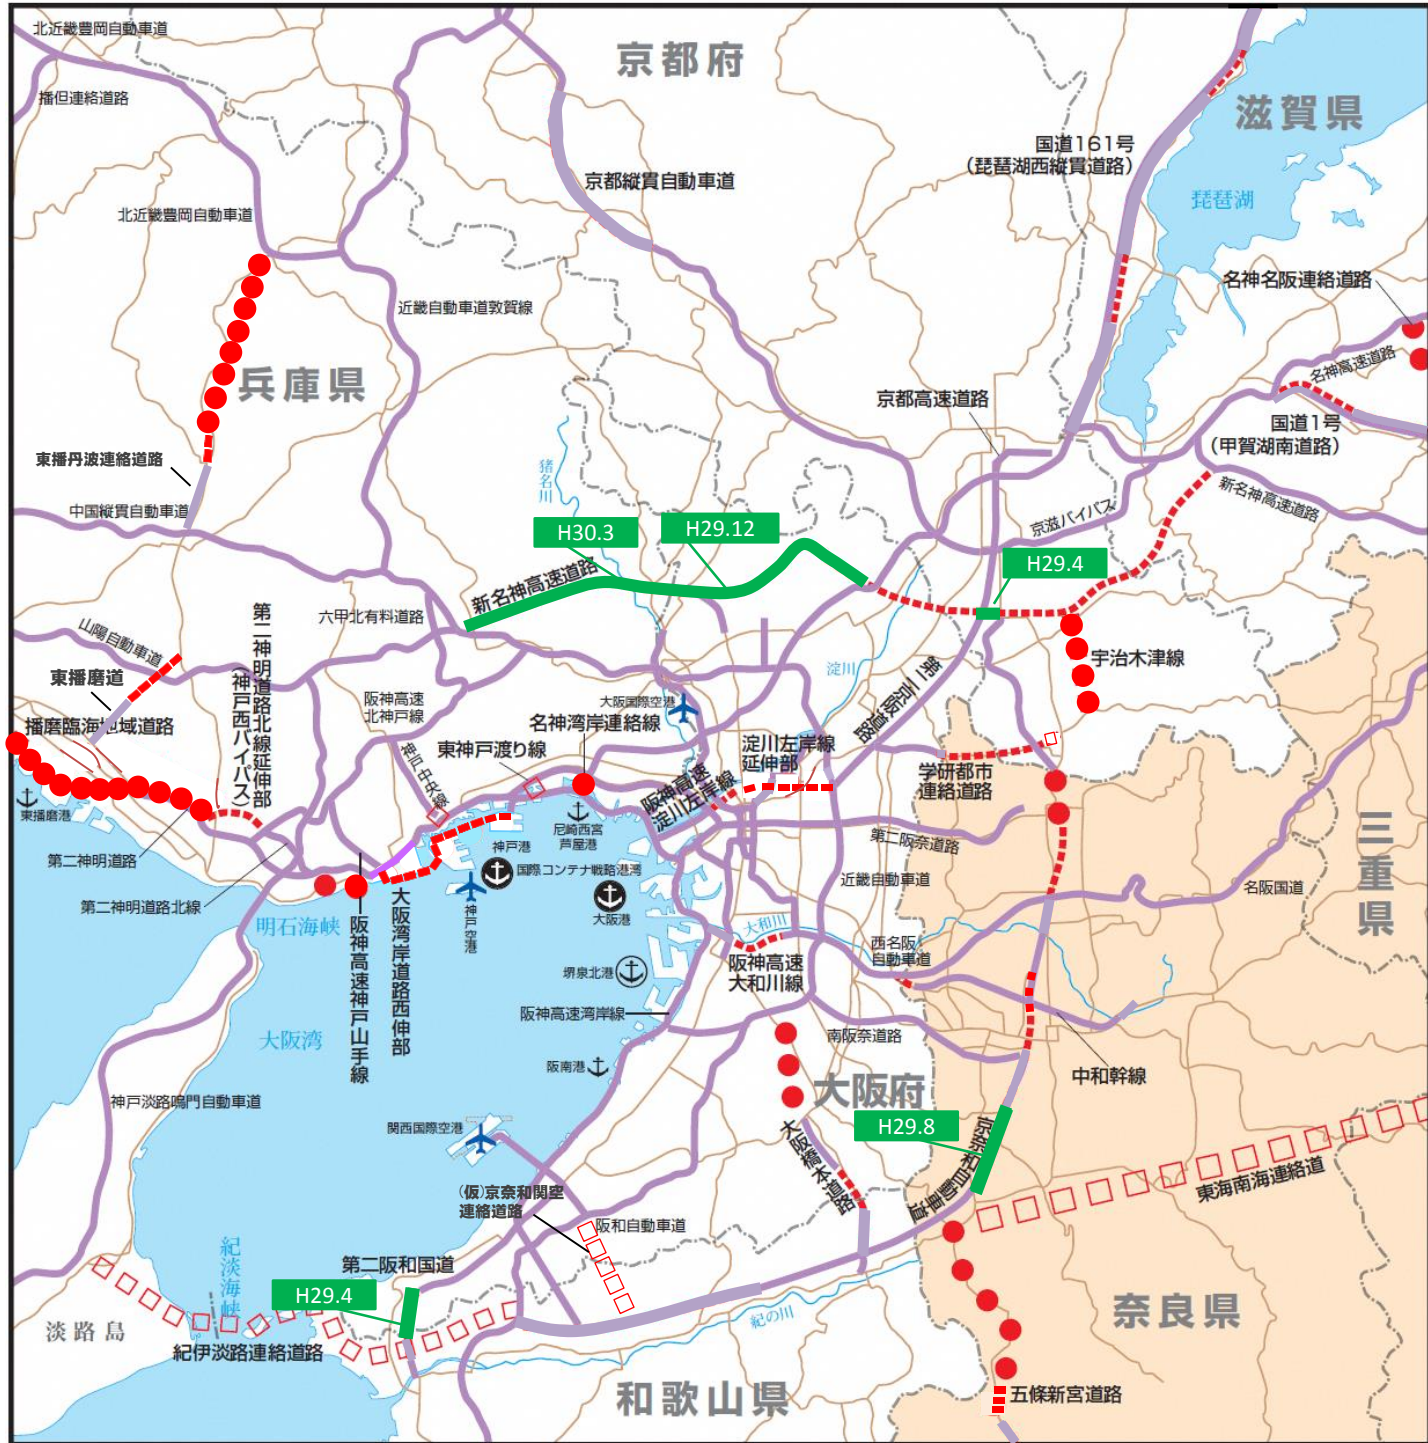 北近畿豊岡自動車道
京都府
播但連絡道路
滋賀県
国道161号
(琵琶湖西縦貫道路)
京都縦貫自動車道
琵琶湖
北近畿豊岡自動車道
名神名阪連絡道路
近畿自動車道敦賀線
名神高速道路
兵庫県
京都高速道路
国道1号
(甲賀湖南道路)
東播丹波連絡道路
猪名川
新名神高速道路
中国縦貫自動車道
京滋バイパス
H30.3
H29.12
H29.4
新名神高速道路
六甲北有料道路
第二神明道路北線延伸部
(神戸西バイパス)
山陽自動車道
宇治木津線
淀川
東播磨道
第二京阪道路
阪神高速
北神戸線
大阪国際空港
名神湾岸連絡線
播磨臨海地域道路
東神戸渡り線
淀川左岸線
延伸部
神戸中央線
阪神高速
淀川左岸線
学研都市
連絡道路
東播磨港
尼崎西宮
芦屋港
第二阪奈道路
三重県
神戸港
第二神明道路
国際コンテナ戦略港湾
近畿自動車道
名阪国道
第二神明道路北線
神戸空港
大阪港
明石海峡
大和川
大阪湾岸道路西伸部
阪神高速神戸山手線
西名阪
自動車道
阪神高速
大和川線
堺泉北港
阪神高速湾岸線
大阪湾
南阪奈道路
阪南港
中和幹線
大阪府
神戸淡路鳴門自動車道
関西国際空港
H29.8
大阪橋本道路
京奈和自動車道
東海南海連絡道
(仮)京奈和関空
連絡道路
阪和自動車道
第二阪和国道
紀淡海峡
H29.4
紀の川
奈良県
淡路島
紀伊淡路連絡道路
和歌山県
五條新宮道路